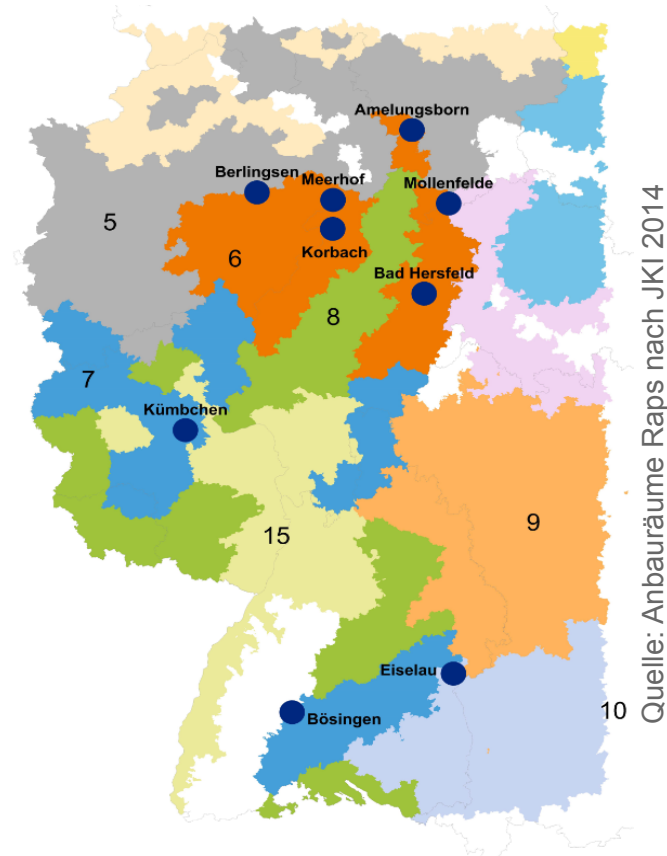 Amelungsborn
Berlingsen
Meerhof
Mollenfelde
5
Korbach
6
Bad Hersfeld
8
7
Kümbchen
9
15
Eiselau
10
Bösingen
Quelle: Anbauräume Raps nach JKI 2014